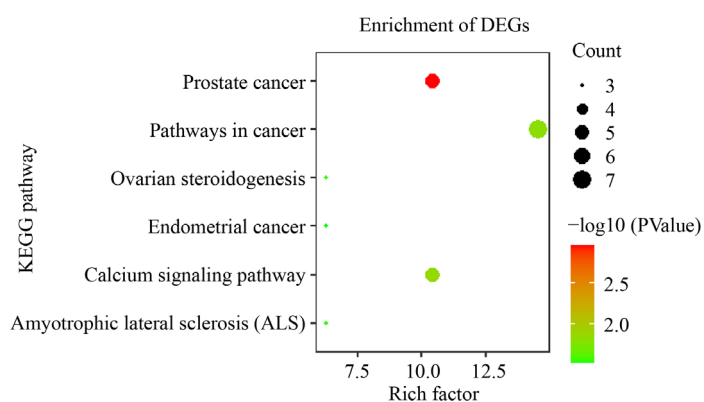 Enrichment of DEGs
KEGG pathway
Prostate cancer
Pathways in cancer
Ovarian steroidogenesis
Endometrial cancer
Calcium signaling pathway
Amyotrophic lateral sclerosis (ALS)
7.5 10.0 12.5
Rich factor
Count
3
4
5
6
7
−log10 (PValue)
2.5
2.0